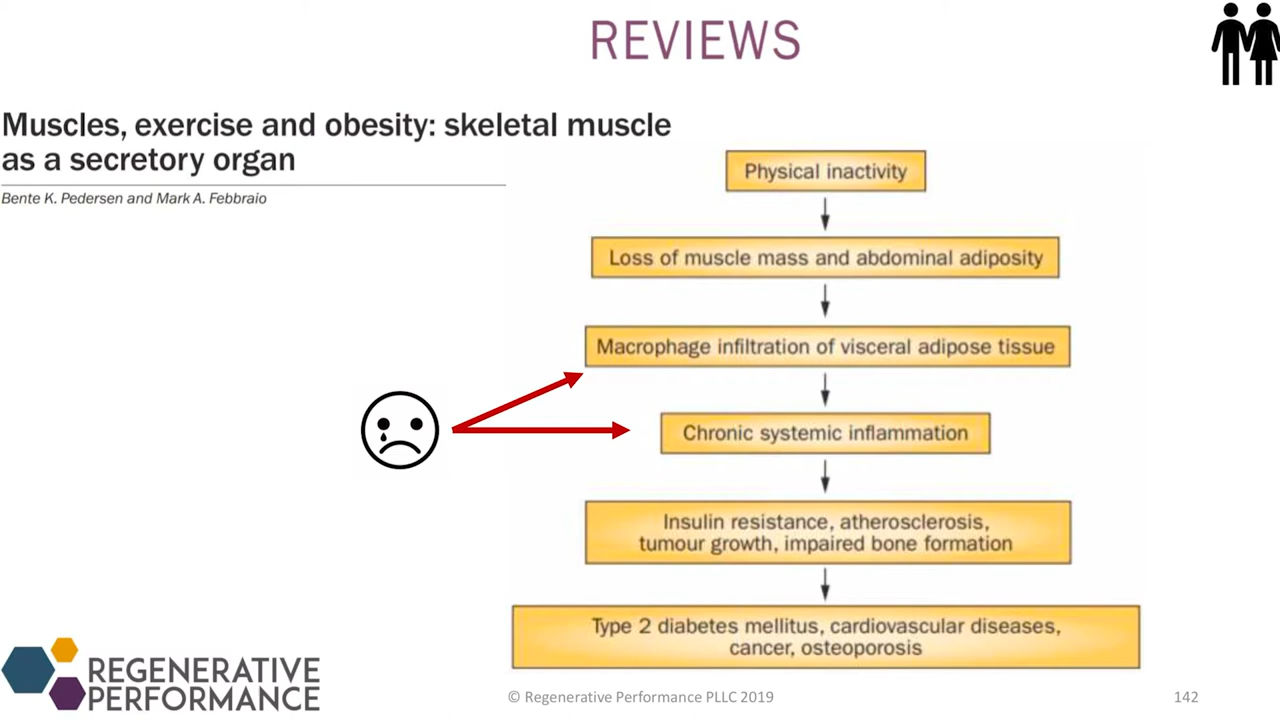 REVIEWS
Muscles, exercise and obesity: skeletal muscle
as a secretory organ
Bente K. Pedersen and Mark A. Febbraio
Physical inactivity
Loss of muscle mass and abdominal adiposity
Macrophage infiltration of visceral adipose tissue
Chronic systemic inflammation
Insulin resistance, atherosclerosis,
tumour growth, impaired bone formation
Type 2 diabetes mellitus, cardiovascular diseases,
cancer, osteoporosis
REGENERATIVE
PERFORMANCE
© Regenerative Performance PLLC 2019
142